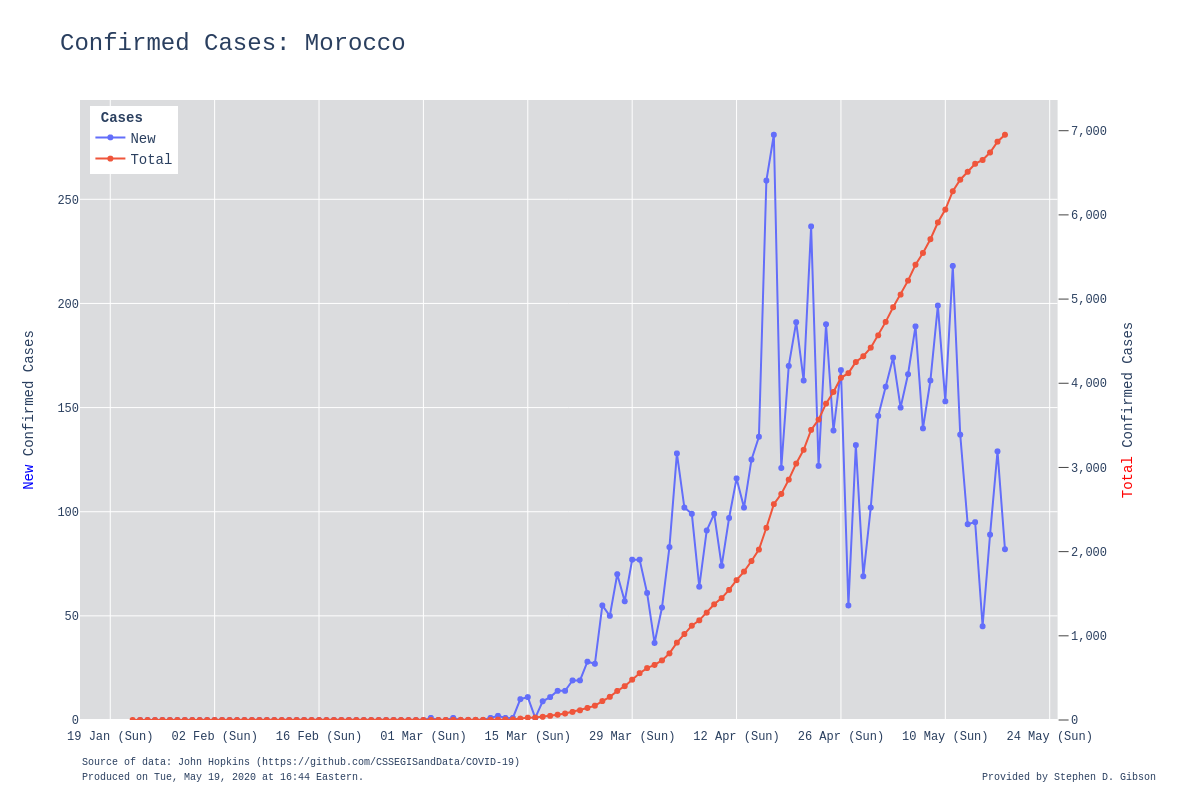 Confirmed Cases: Morocco
Cases
New
Total
250
200
150
100
50
0
7,000
6,000
5,000
4,000
3,000
2,000
1,000
0
New Confirmed Cases
Total Confirmed Cases
19 Jan (Sun) 02 Feb (Sun) 16 Feb (Sun) 01 Mar (Sun) 15 Mar (Sun) 29 Mar (Sun) 12 Apr (Sun) 26 Apr (Sun) 10 May (Sun) 24 May (Sun)
Source of data: John Hopkins (https://github.com/CSSEGISandData/COVID-19)
Produced on Tue, May 19, 2020 at 16:44 Eastern.
Provided by Stephen D. Gibson